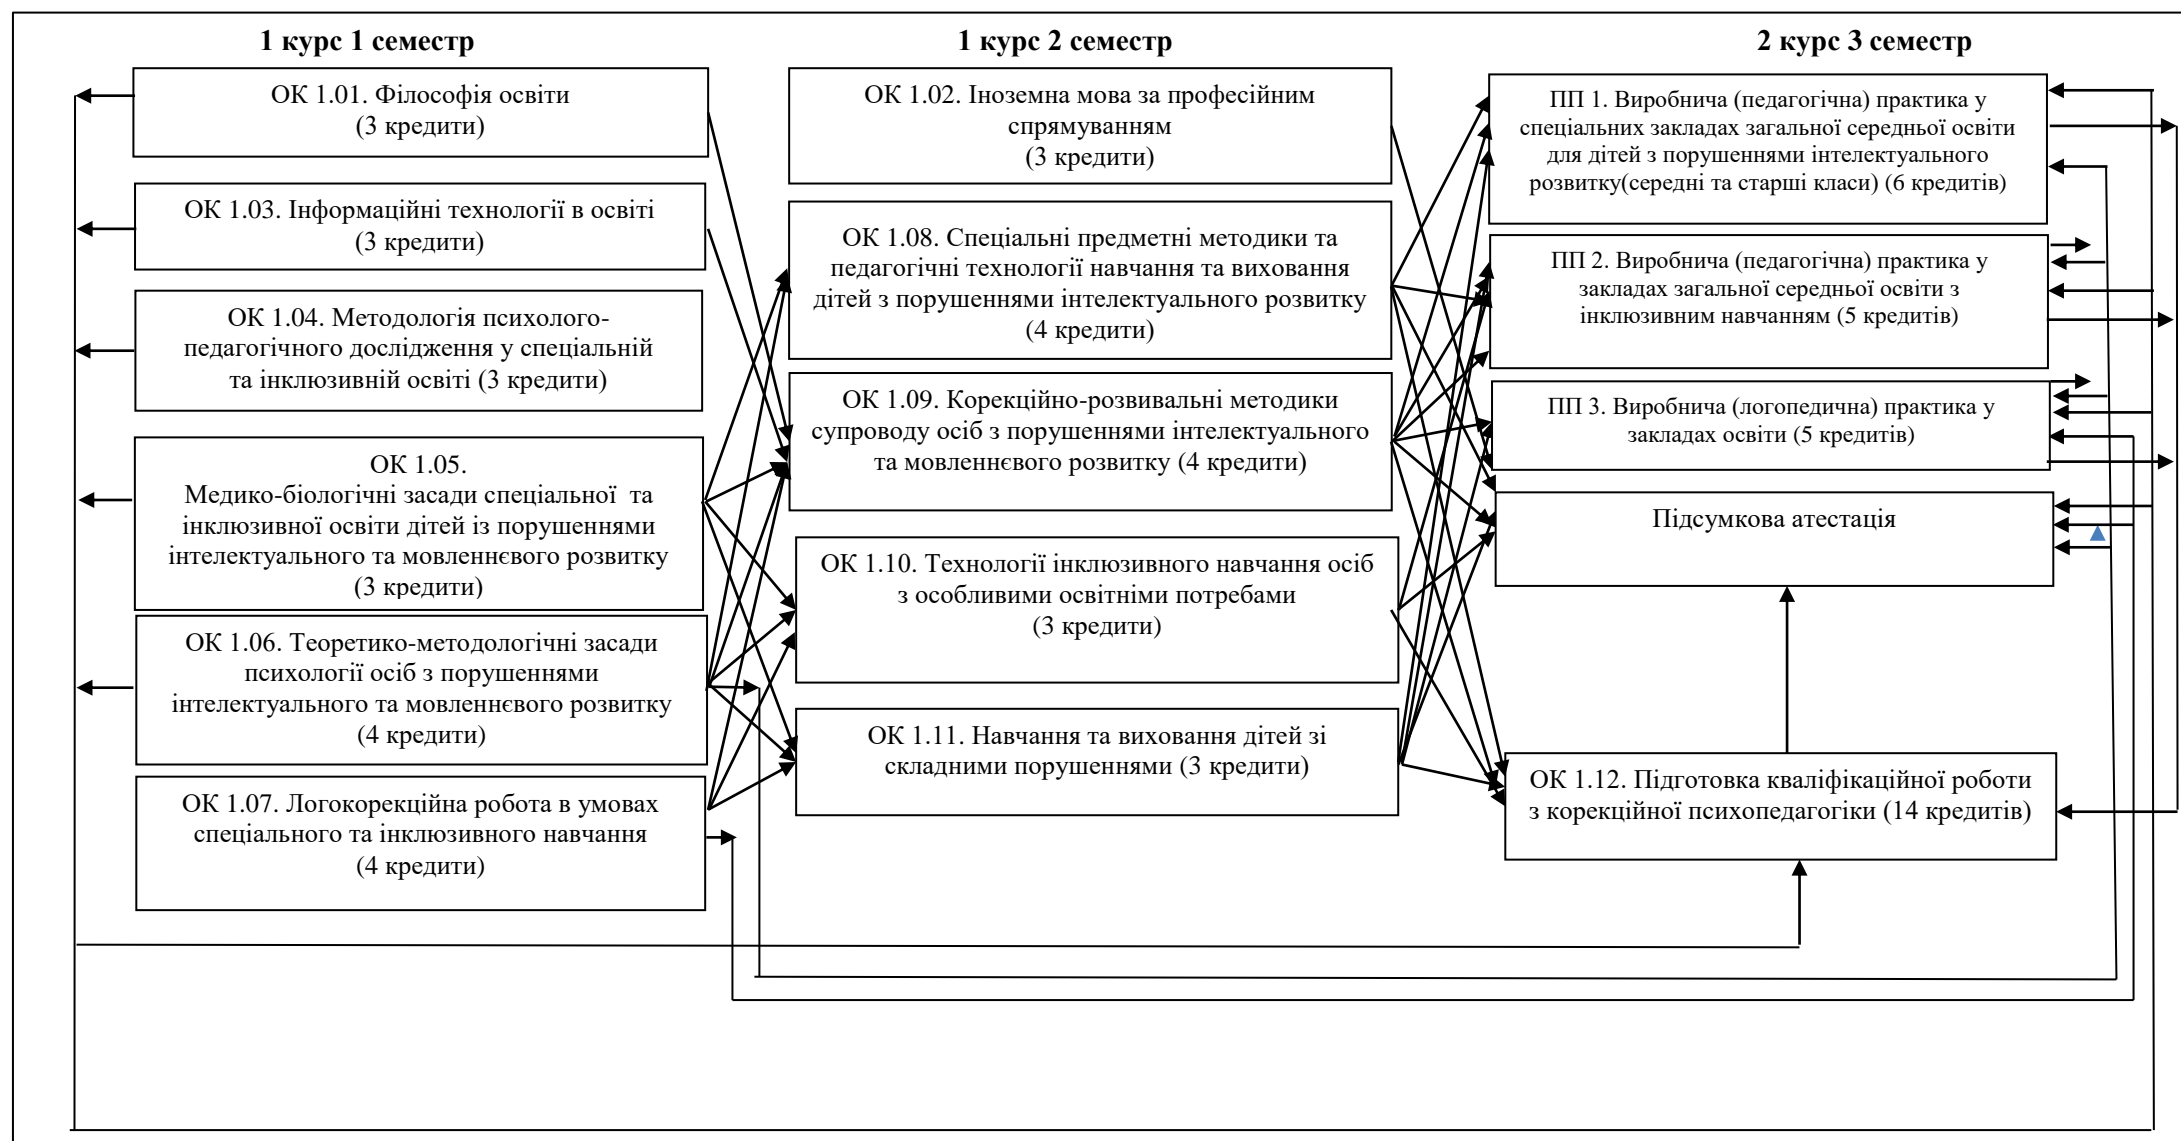 1 курс 1 семестр
ОК 1.01. Філософія освіти
(3 кредити)
ОК 1.03. Інформаційні технології в освіті
(3 кредити)
ОК 1.04. Методологія психолого-
педагогічного дослідження у спеціальній
та інклюзивній освіті (3 кредити)
ОК 1.05.
Медико-біологічні засади спеціальної та
інклюзивної освіти дітей із порушеннями
інтелектуального та мовленнєвого розвитку
(3 кредити)
ОК 1.06. Теоретико-методологічні засади
психології осіб з порушеннями
інтелектуального та мовленнєвого розвитку
(4 кредити)
ОК 1.07. Логокорекційна робота в умовах
спеціального та інклюзивного навчання
(4 кредити)
1 курс 2 семестр
ОК 1.02. Іноземна мова за професійним
спрямуванням
(3 кредити)
ОК 1.08. Спеціальні предметні методики та
педагогічні технології навчання та виховання
дітей з порушеннями інтелектуального розвитку
(4 кредити)
ОК 1.09. Корекційно-розвивальні методики
супроводу осіб з порушеннями інтелектуального
та мовленнєвого розвитку (4 кредити)
ОК 1.10. Технології інклюзивного навчання осіб
з особливими освітніми потребами
(3 кредити)
ОК 1.11. Навчання та виховання дітей зі
складними порушеннями (3 кредити)
2 курс 3 семестр
ПП 1. Виробнича (педагогічна) практика у
спеціальних закладах загальної середньої освіти
для дітей з порушеннями інтелектуального
розвитку(середні та старші класи) (6 кредитів)
ПП 2. Виробнича (педагогічна) практика у
закладах загальної середньої освіти з
інклюзивним навчанням (5 кредитів)
ПП 3. Виробнича (логопедична) практика у
закладах освіти (5 кредитів)
Підсумкова атестація
ОК 1.12. Підготовка кваліфікаційної роботи
з корекційної психопедагогіки (14 кредитів)